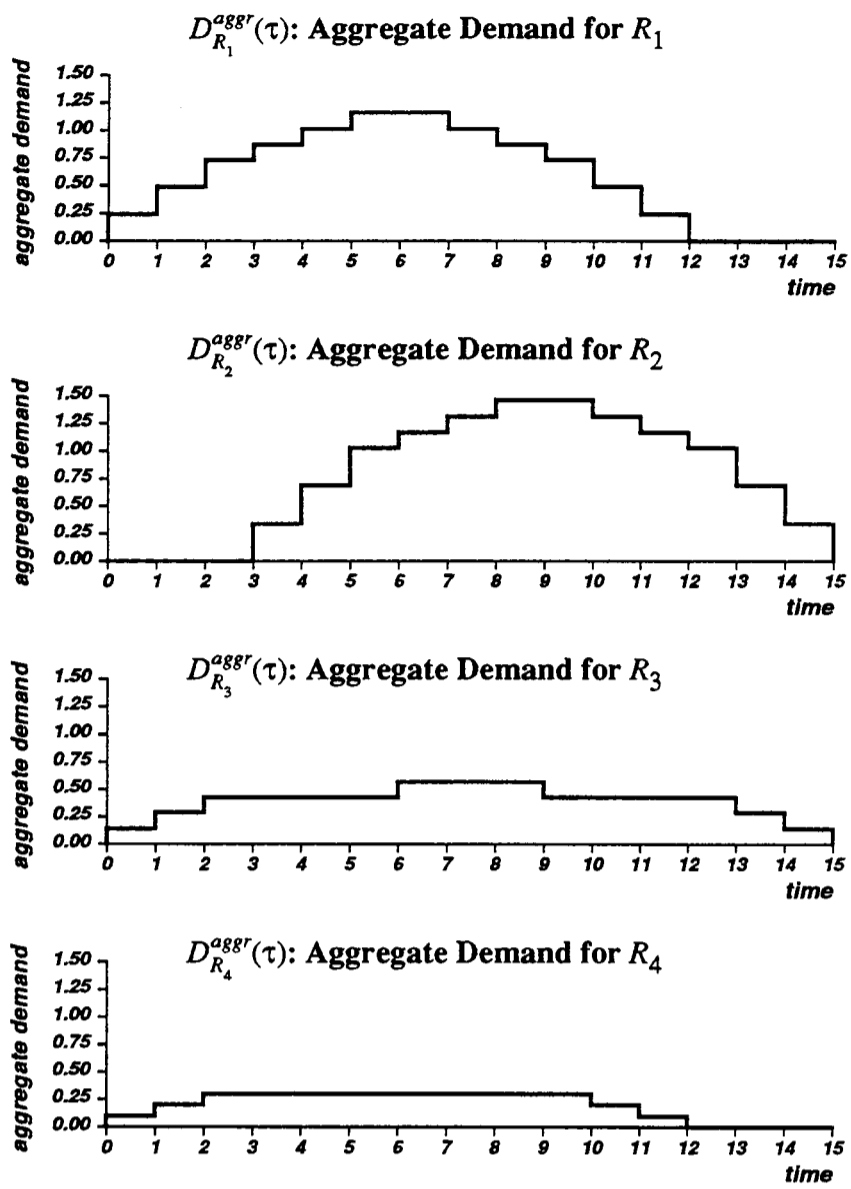 D_{R_1}^{aggr}(τ): Aggregate Demand for R_1
aggregate demand
1.50
1.25
1.00
0.75
0.50
0.25
0.00
0 1 2 3 4 5 6 7 8 9 10 11 12 13 14 15
time
D_{R_2}^{aggr}(τ): Aggregate Demand for R_2
aggregate demand
1.50
1.25
1.00
0.75
0.50
0.25
0.00
0 1 2 3 4 5 6 7 8 9 10 11 12 13 14 15
time
D_{R_3}^{aggr}(τ): Aggregate Demand for R_3
aggregate demand
1.50
1.25
1.00
0.75
0.50
0.25
0.00
0 1 2 3 4 5 6 7 8 9 10 11 12 13 14 15
time
D_{R_4}^{aggr}(τ): Aggregate Demand for R_4
aggregate demand
1.50
1.25
1.00
0.75
0.50
0.25
0.00
0 1 2 3 4 5 6 7 8 9 10 11 12 13 14 15
time